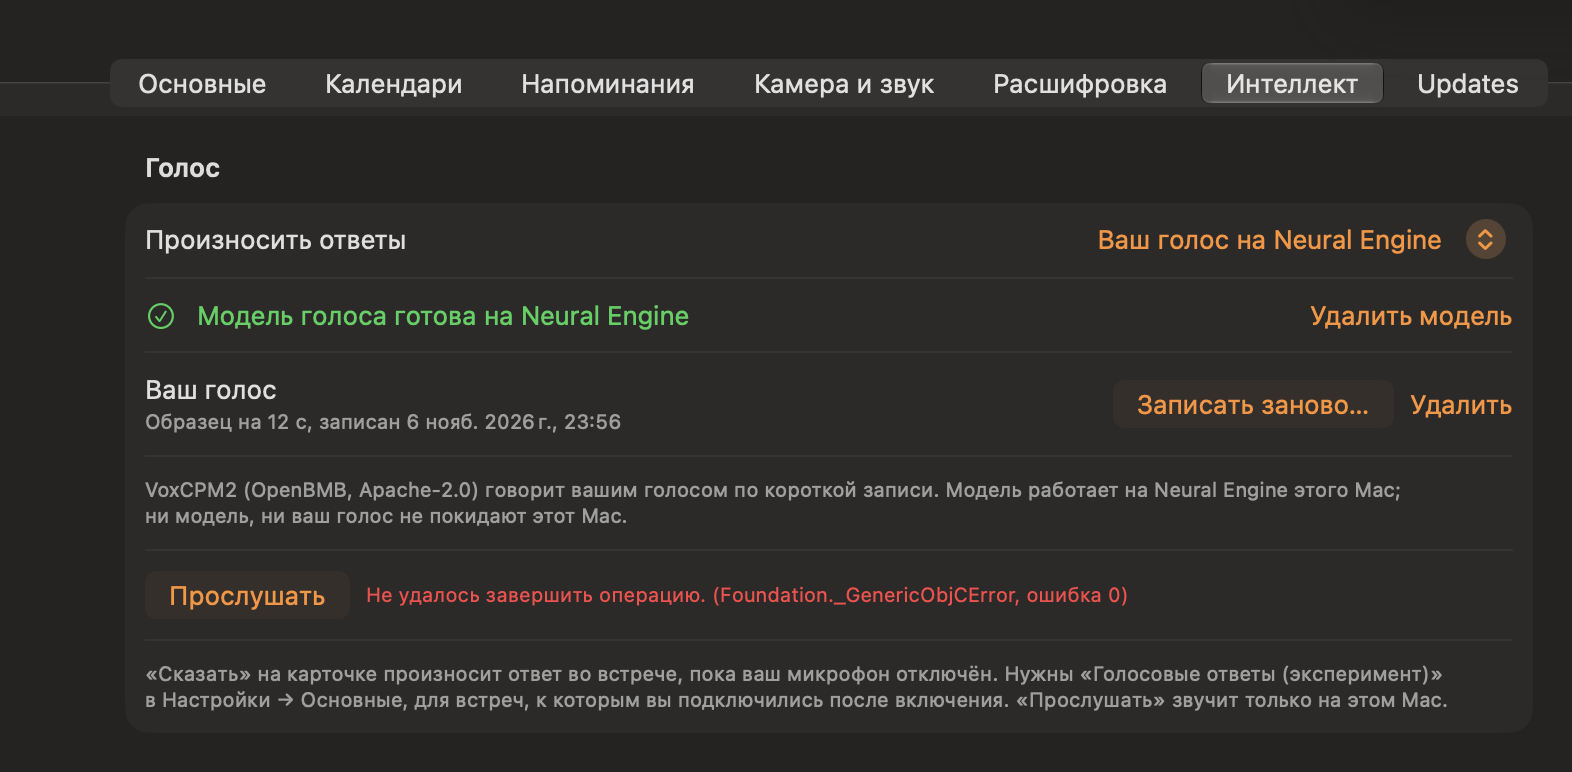 Основные Календари Напоминания Камера и звук Расшифровка Интеллект Updates
Голос
Произносить ответы Ваш голос на Neural Engine
Модель голоса готова на Neural Engine Удалить модель
Ваш голос
Образец на 12 с, записан 6 нояб. 2026 г., 23:56
Записать заново... Удалить
VoxCPM2 (OpenBMB, Apache-2.0) говорит вашим голосом по короткой записи. Модель работает на Neural Engine этого Mac;
ни модель, ни ваш голос не покидают этот Mac.
Прослушать Не удалось завершить операцию. (Foundation._GenericObjCError, ошибка 0)
«Сказать» на карточке произносит ответ во встрече, пока ваш микрофон отключён. Нужны «Голосовые ответы (эксперимент)»
в Настройки → Основные, для встреч, к которым вы подключились после включения. «Прослушать» звучит только на этом Mac.